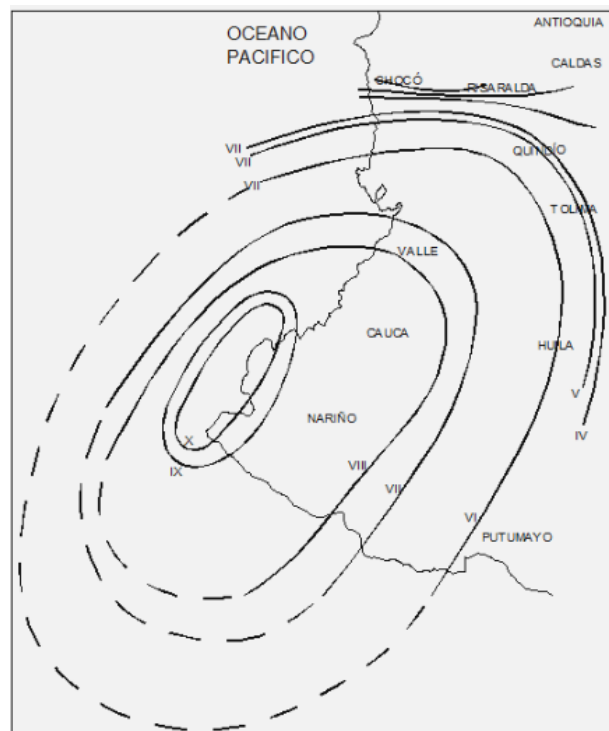 ANTIOQUIA
OCEANO
PACIFICO
CALDAS
CHOCÓ
RISARALDA
VII
QUINDÍO
VII
VII
TOLIMA
VALLE
CAUCA
HUILA
V
NARIÑO
IV
X
IX
VIII
VII
VI
PUTUMAYO